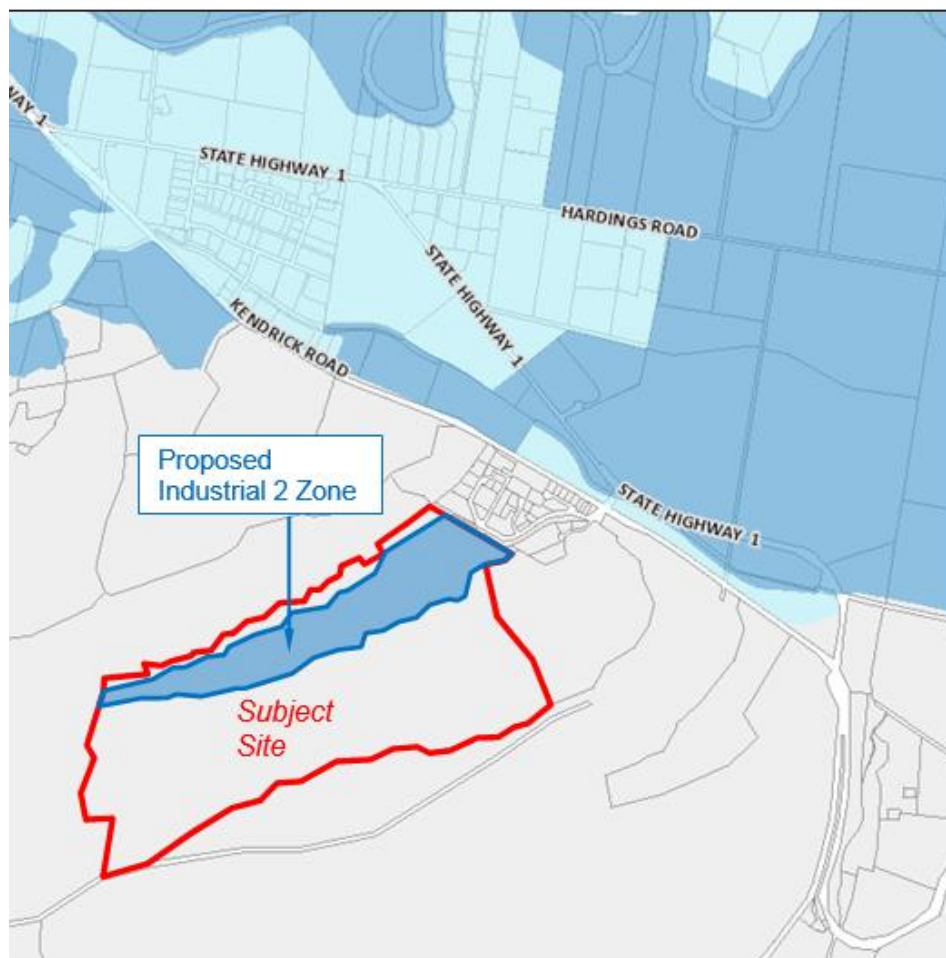 WAY 1
STATE HIGHWAY 1
HARDINGS ROAD
STATE HIGHWAY 1
KENDRICK ROAD
Proposed
Industrial 2 Zone
STATE HIGHWAY 1
Subject
Site